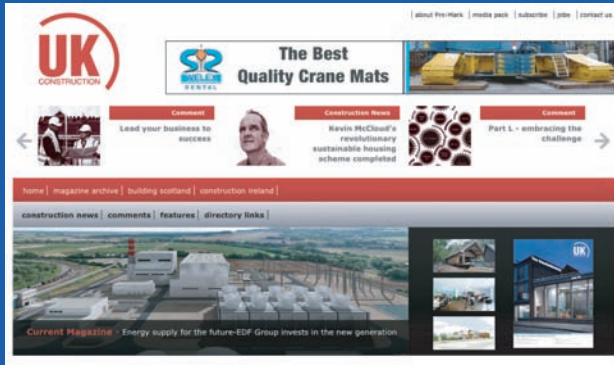 about Pro-Mark | media pack | subscribe | jobs | contact us
UK
CONSTRUCTION
WELEX
RENTAL
The Best
Quality Crane Mats
Comment
Lead your business to
success
Construction News
Kevin McCloud's
revolutionary
sustainable housing
scheme completed
Comment
Part L - embracing the
challenge
home | magazine archive | building scotland | construction ireland |
construction news | comments | features | directory links |
UK
Current Magazine - Energy supply for the future-EDF Group invests in the new generation